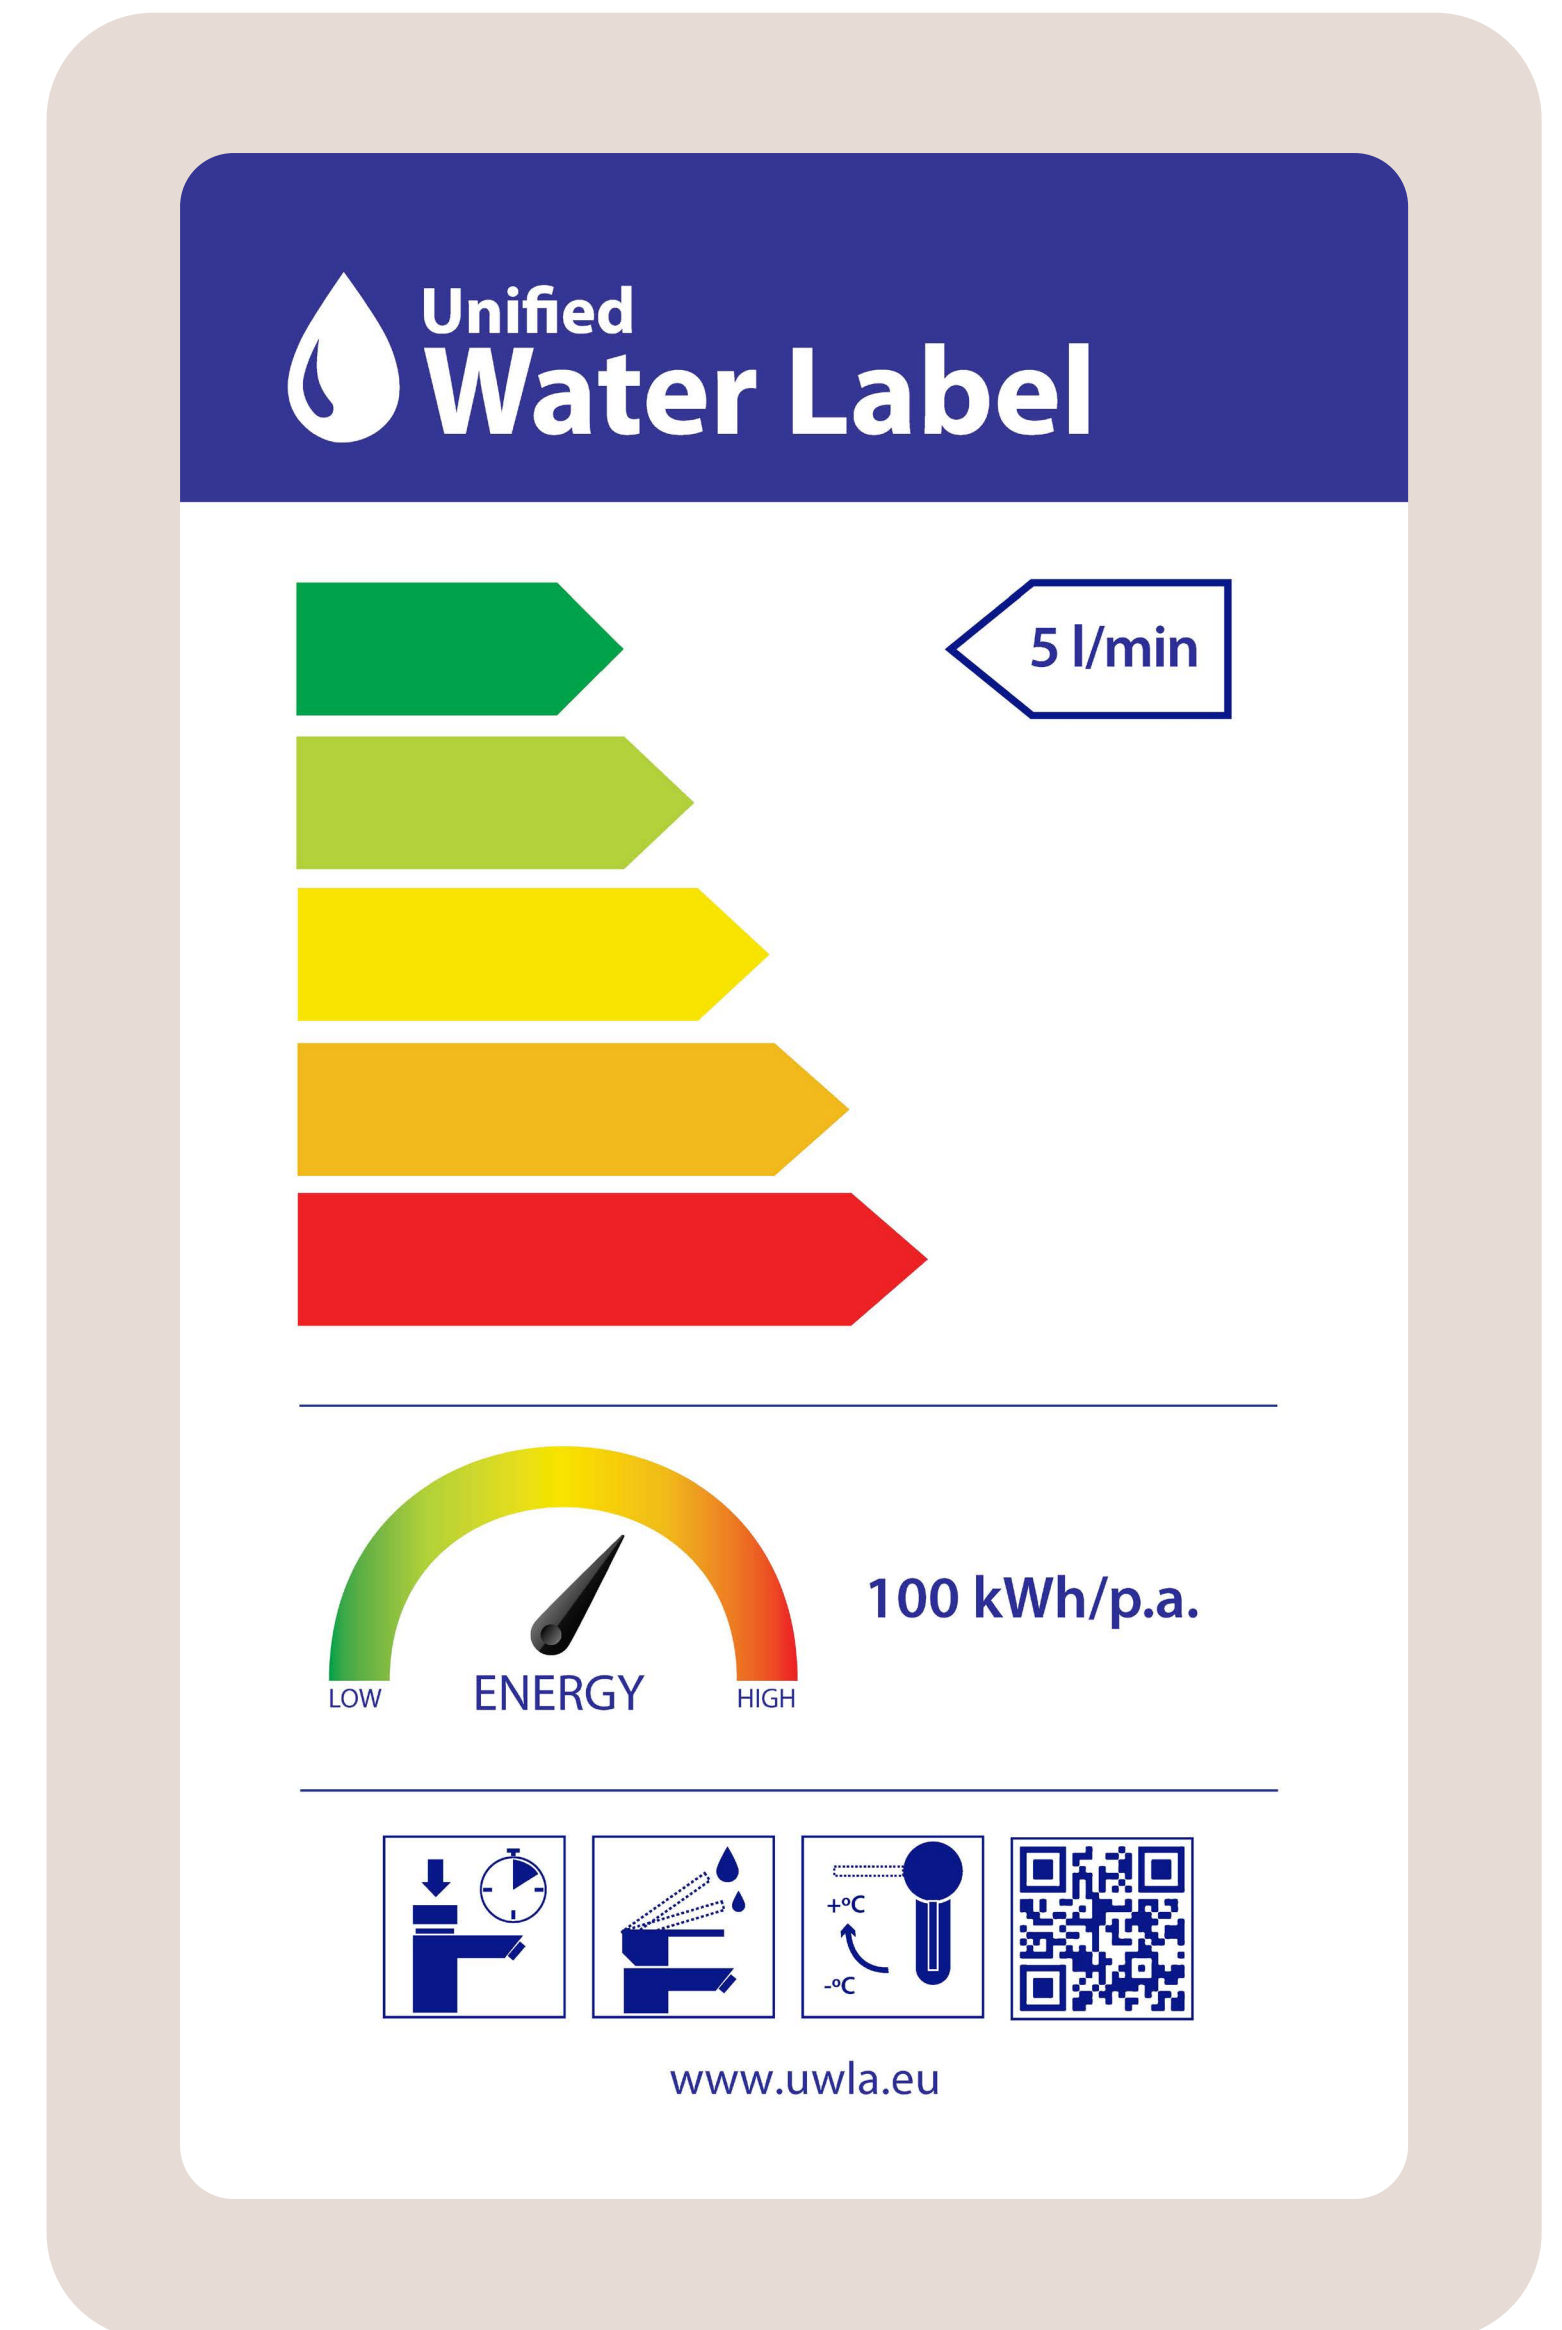 Unified
Water Label
5 l/min
100 kWh/p.a.
LOW ENERGY HIGH
+ºC
-ºC
www.uwla.eu